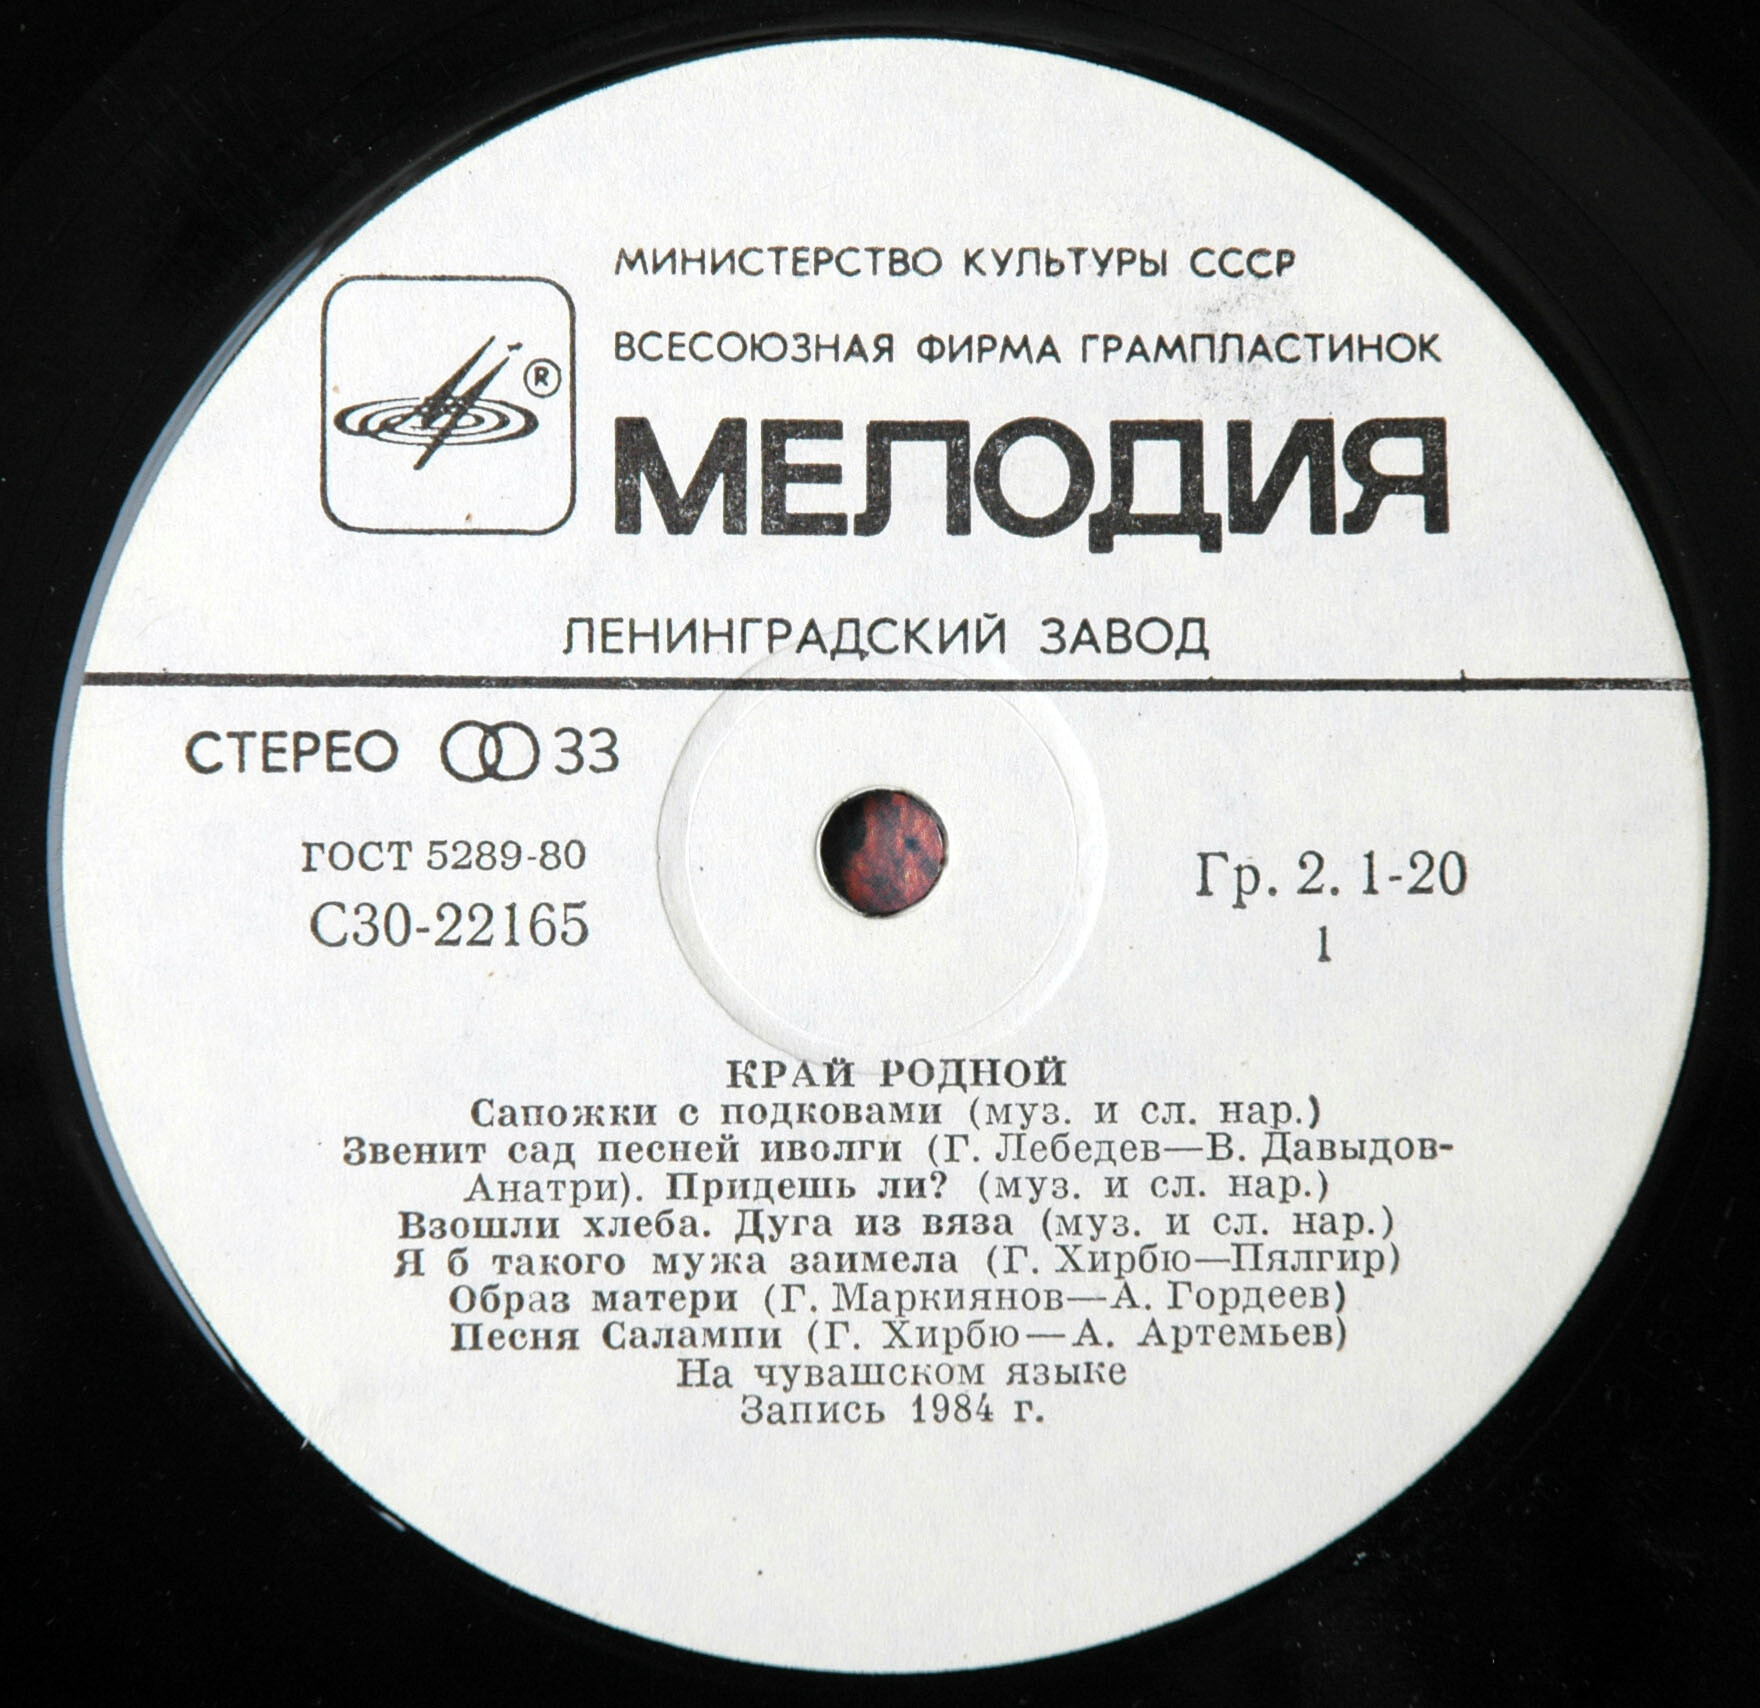 МИНИСТЕРСТВО КУЛЬТУРЫ СССР
ВСЕСОЮЗНАЯ ФИРМА ГРАМПЛАСТИНОК
®
МЕЛОДИЯ
ЛЕНИНГРАДСКИЙ ЗАВОД
СТЕРЕО 33
ГОСТ 5289-80
С30-22165
Гр. 2. 1-20
1
КРАЙ РОДНОЙ
Сапожки с подковами (муз. и сл. нар.)
Звенит сад песней иволги (Г. Лебедев—В. Давыдов-
Анатри). Придешь ли? (муз. и сл. нар.)
Взошли хлеба. Дуга из вяза (муз. и сл. нар.)
Я б такого мужа заимела (Г. Хирбю—Пялгир)
Образ матери (Г. Маркиянов—А. Гордеев)
Песня Салампи (Г. Хирбю—А. Артемьев)
На чувашском языке
Запись 1984 г.